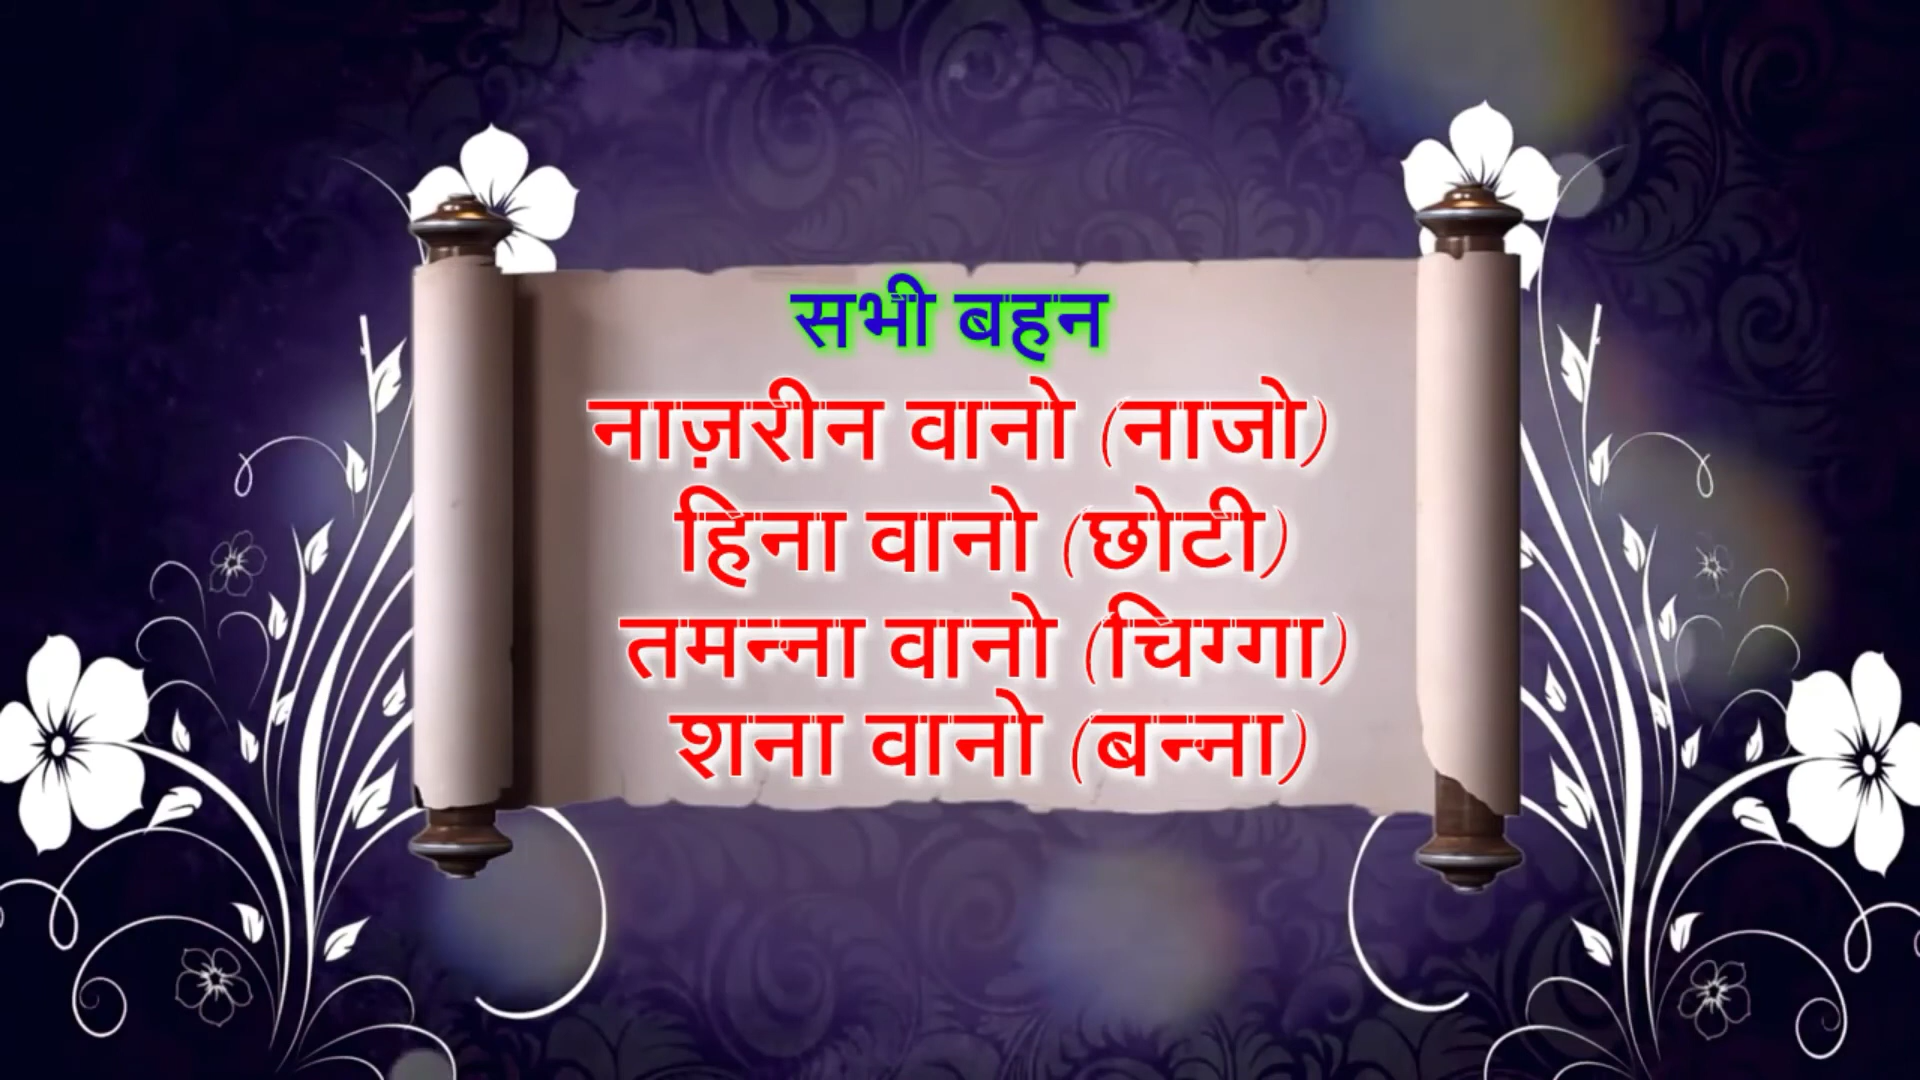 सभी बहन
नाज़रीन वानो (नाजो)
हिना वानो (छोटी)
तमन्ना वानो (चिग्गा)
शना वानो (बन्ना)